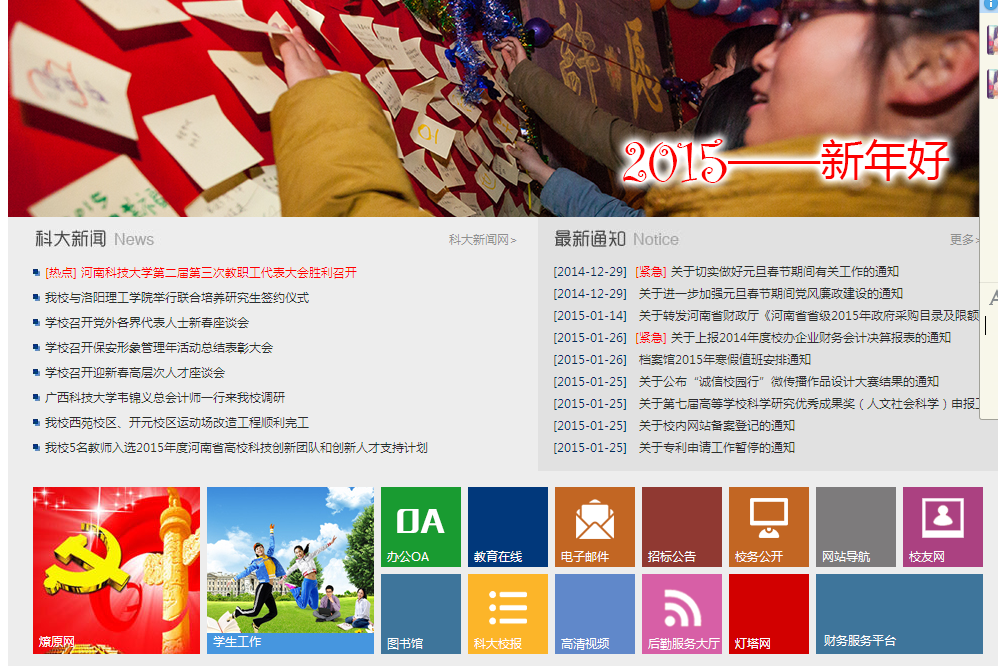 2015——新年好
科大新闻 News
科大新闻网>
[热点] 河南科技大学第二届第三次教职工代表大会胜利召开
我校与洛阳理工学院举行联合培养研究生签约仪式
学校召开党外各界代表人士新春座谈会
学校召开保安形象管理年活动总结表彰大会
学校召开迎新春高层次人才座谈会
广西科技大学韦锦义总会计师一行来我校调研
我校西苑校区、开元校区运动场改造工程顺利完工
我校5名教师入选2015年度河南省高校科技创新团队和创新人才支持计划
最新通知 Notice
更多>
[2014-12-29] [紧急] 关于切实做好元旦春节期间有关工作的通知
[2014-12-29] 关于进一步加强元旦春节期间党风廉政建设的通知
[2015-01-14] 关于转发河南省财政厅《河南省省级2015年政府采购目录及限额
[2015-01-26] [紧急] 关于上报2014年度校办企业财务会计决算报表的通知
[2015-01-26] 档案馆2015年寒假值班安排通知
[2015-01-25] 关于公布“诚信校园行”微传播作品设计大赛结果的通知
[2015-01-25] 关于第七届高等学校科学研究优秀成果奖（人文社会科学）申报工
[2015-01-25] 关于校内网站备案登记的通知
[2015-01-25] 关于专利申请工作暂停的通知
燎原网
学生工作
OA
办公OA
教育在线
电子邮件
招标公告
校务公开
网站导航
校友网
图书馆
科大校报
高清视频
后勤服务大厅
灯塔网
财务服务平台